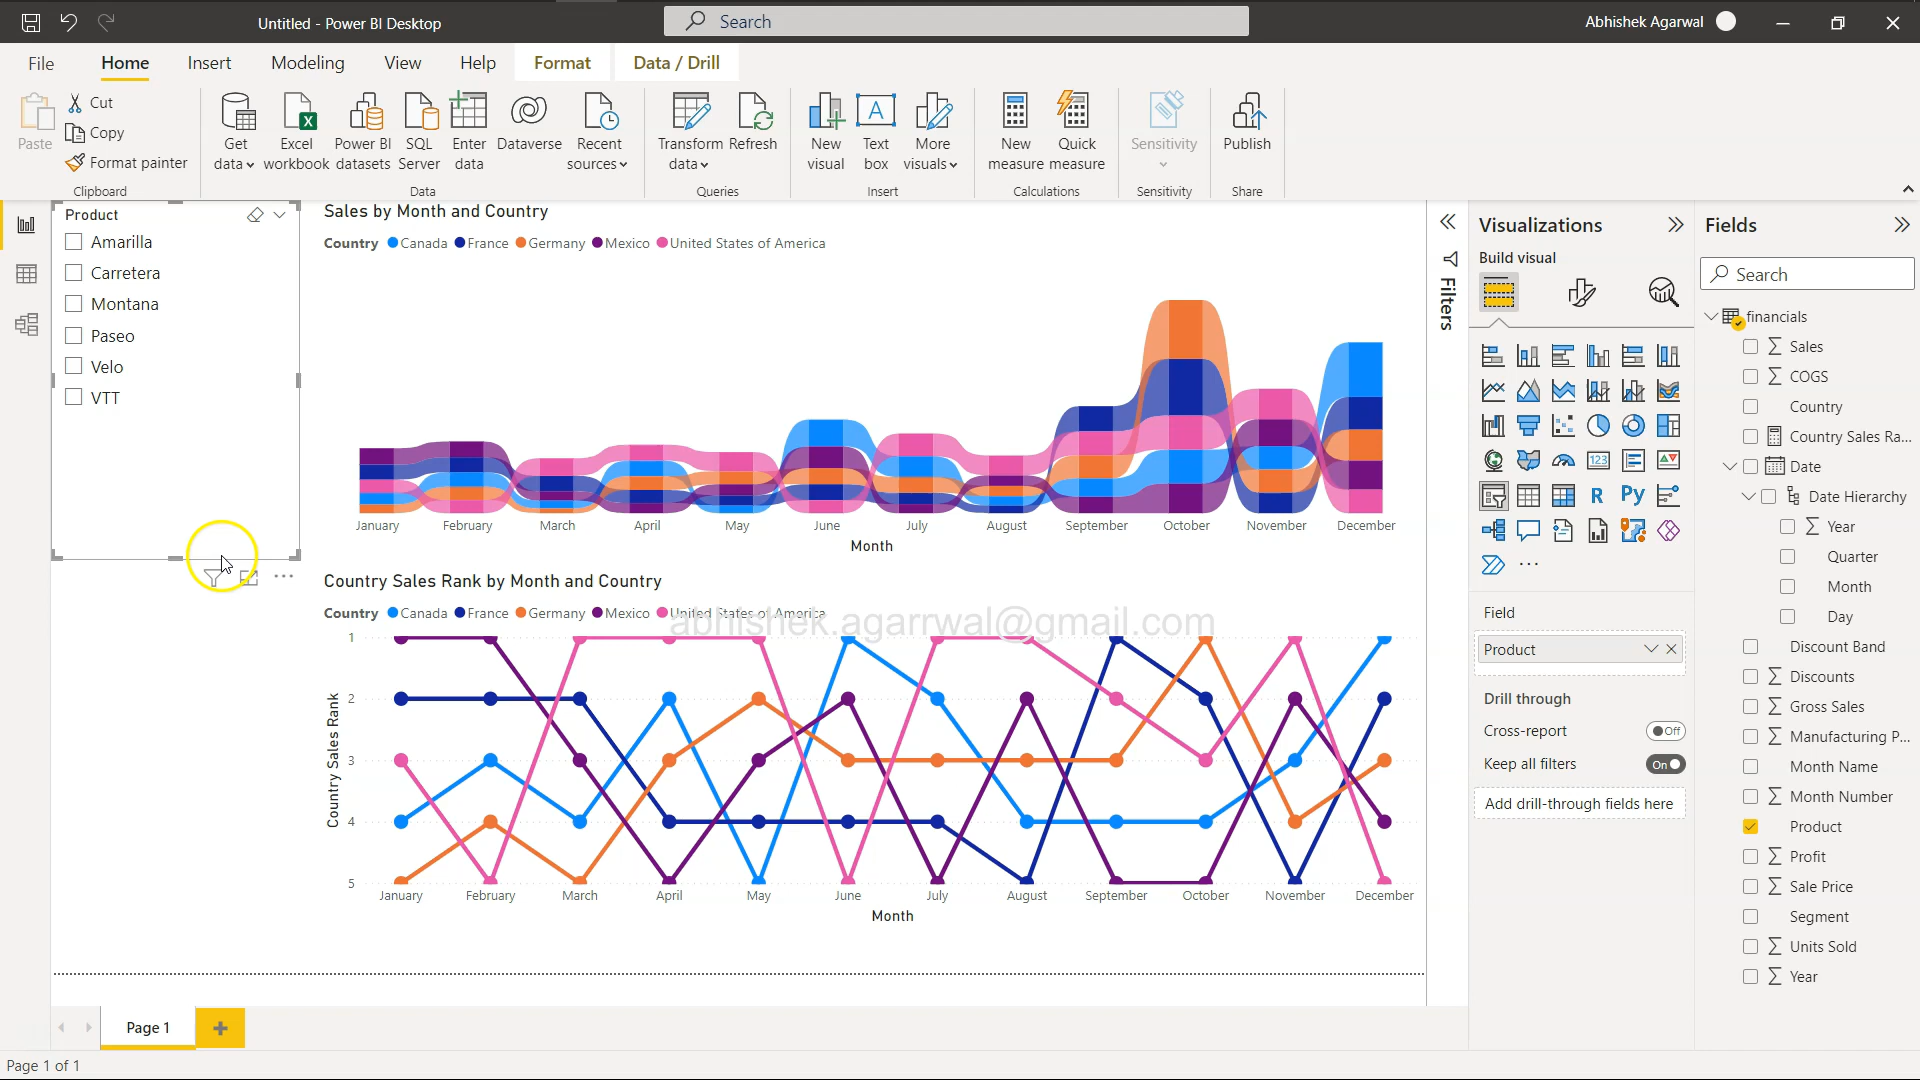 Untitled - Power BI Desktop
Search
Abhishek Agarwal
File
Home
Insert
Modeling
View
Help
Format
Data / Drill
Paste
Cut
Copy
Format painter
Clipboard
Get data
Excel workbook
Power BI datasets
SQL Server
Enter data
Dataverse
Recent sources
Data
Transform data
Refresh
Queries
New visual
Text box
More visuals
Insert
New measure
Quick measure
Calculations
Sensitivity
Sensitivity
Publish
Share
Product
Amarilla
Carretera
Montana
Paseo
Velo
VTT
Sales by Month and Country
Country Canada France Germany Mexico United States of America
January February March April May June July August September October November December
Month
Country Sales Rank by Month and Country
Country Canada France Germany Mexico United States of America
abhishek.agarrwal@gmail.com
Country Sales Rank
1
2
3
4
5
January February March April May June July August September October November December
Month
Filters
Visualizations
Build visual
123
R
Py
Field
Product
Drill through
Cross-report
Off
Keep all filters
On
Add drill-through fields here
Fields
Search
financials
Sales
COGS
Country
Country Sales Ra...
Date
Date Hierarchy
Year
Quarter
Month
Day
Discount Band
Discounts
Gross Sales
Manufacturing P...
Month Name
Month Number
Product
Profit
Sale Price
Segment
Units Sold
Year
Page 1
Page 1 of 1